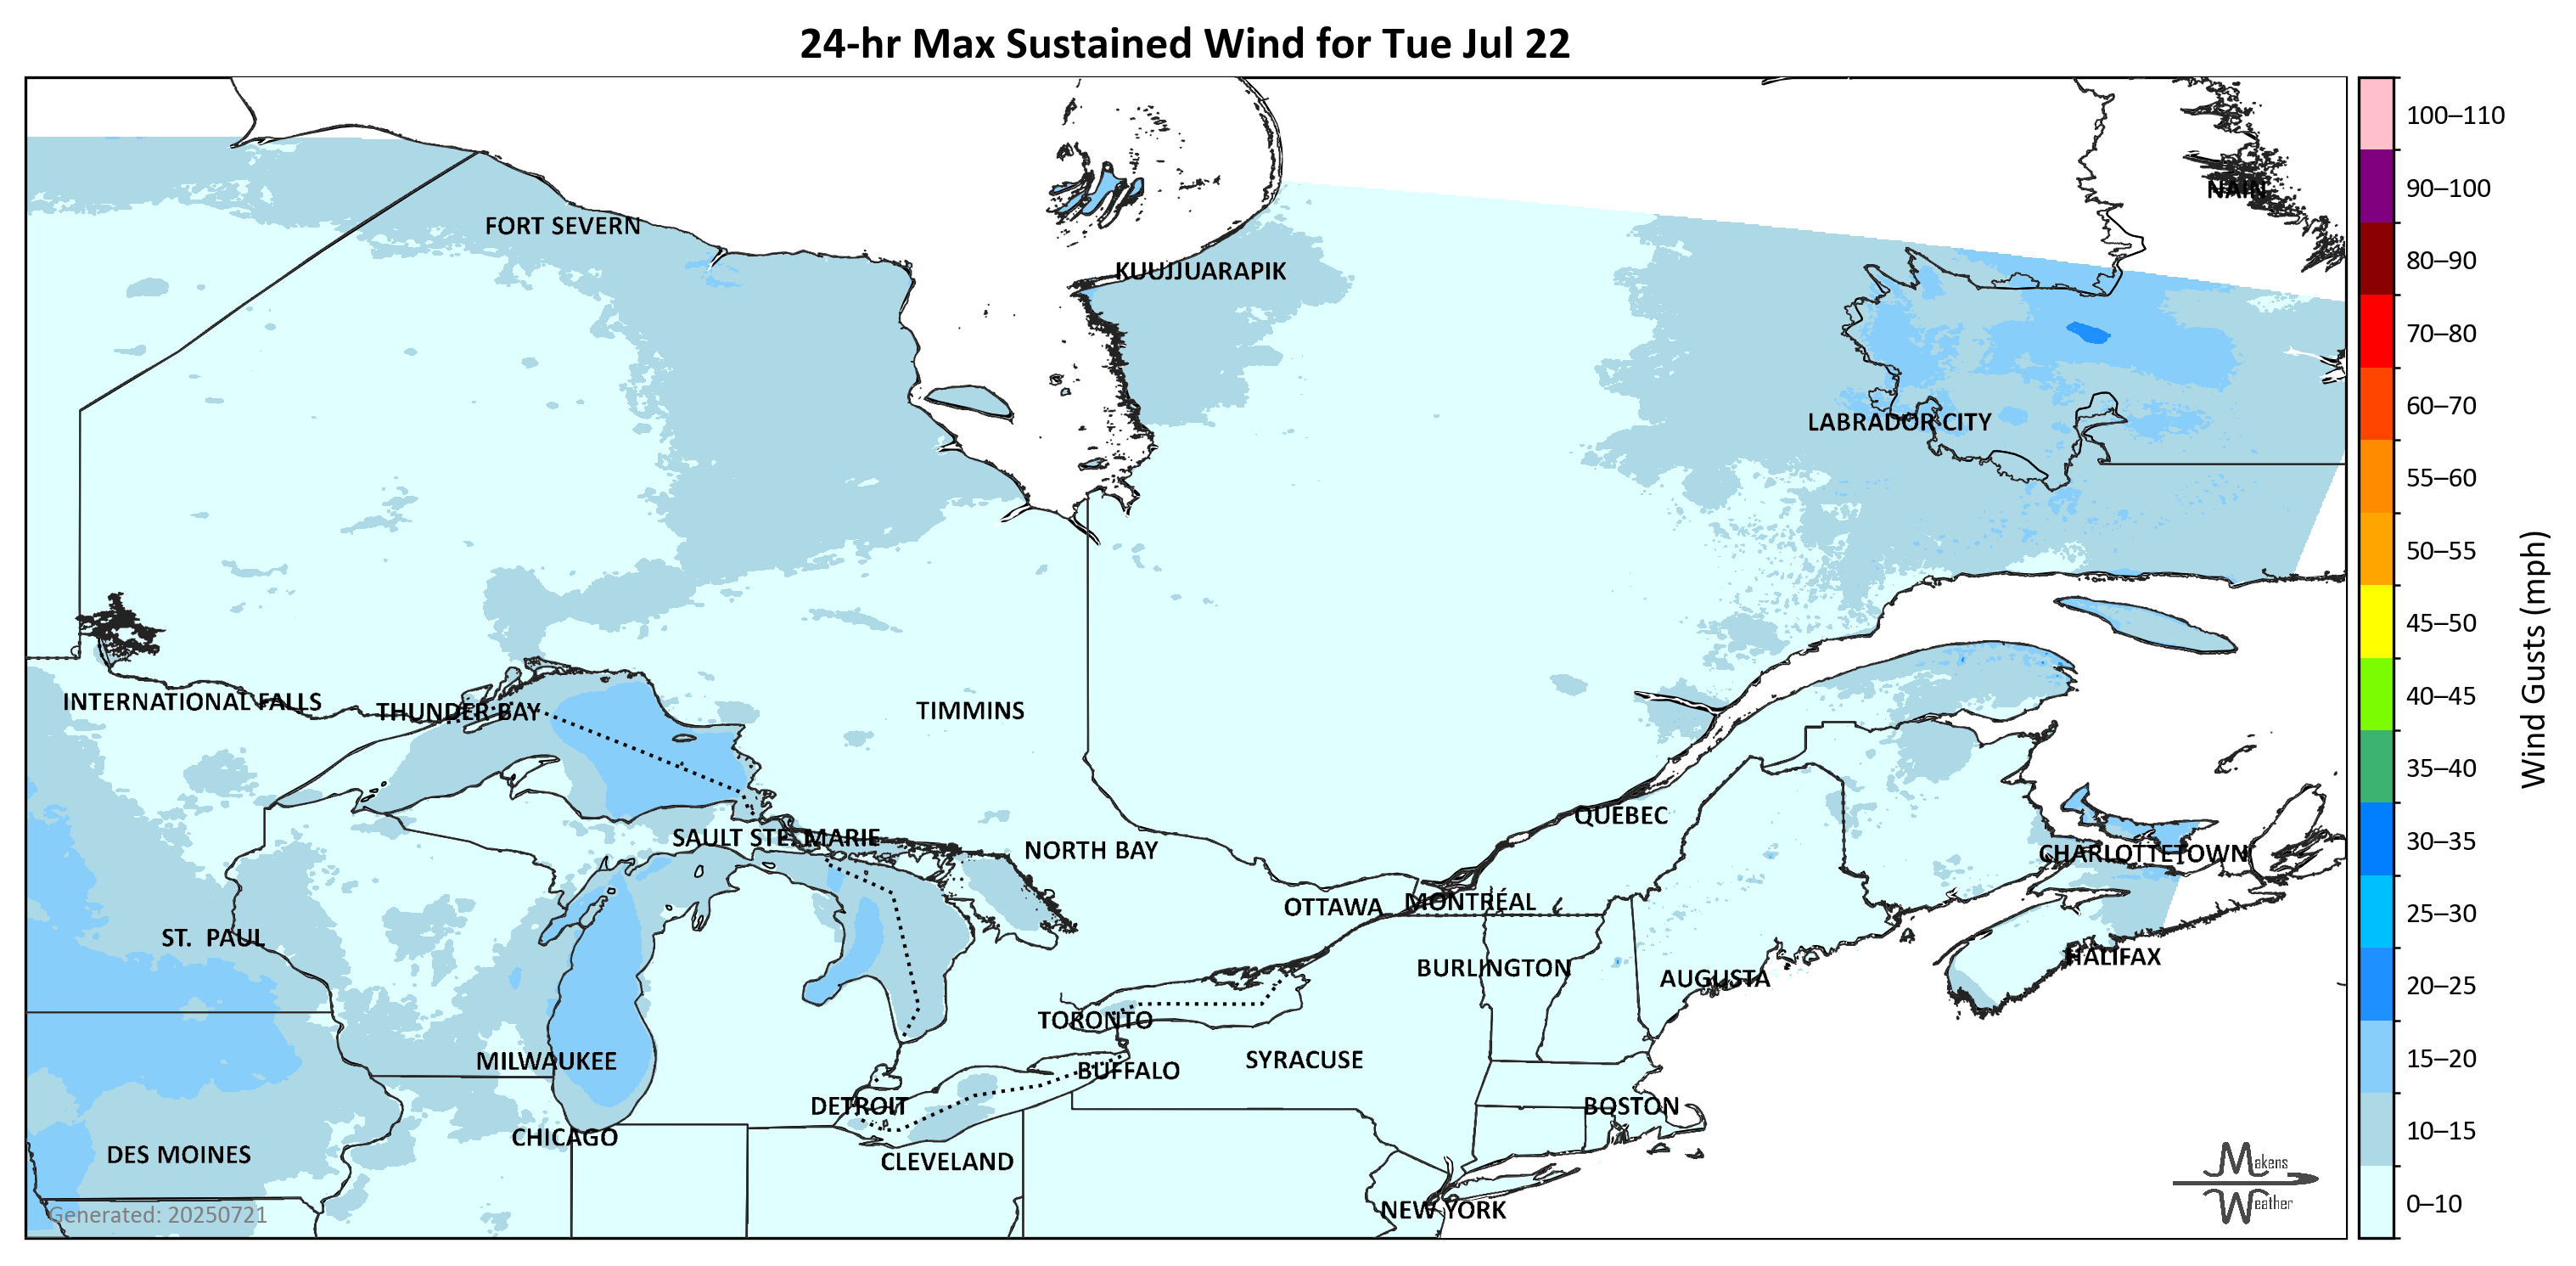 24-hr Max Sustained Wind for Tue Jul 22
100–110
90–100
80–90
70–80
60–70
55–60
50–55
45–50
40–45
35–40
30–35
25–30
20–25
15–20
10–15
0–10
Wind Gusts (mph)
NAIN
FORT SEVERN
KUUJJUARAPIK
LABRADOR CITY
INTERNATIONAL FALLS
THUNDER BAY
TIMMINS
QUÉBEC
SAULT STE. MARIE
NORTH BAY
CHARLOTTETOWN
OTTAWA
MONTRÉAL
ST. PAUL
HALIFAX
BURLINGTON
AUGUSTA
TORONTO
SYRACUSE
MILWAUKEE
BUFFALO
DETROIT
BOSTON
CHICAGO
DES MOINES
CLEVELAND
NEW YORK
Generated: 20250721
Makens
Weather